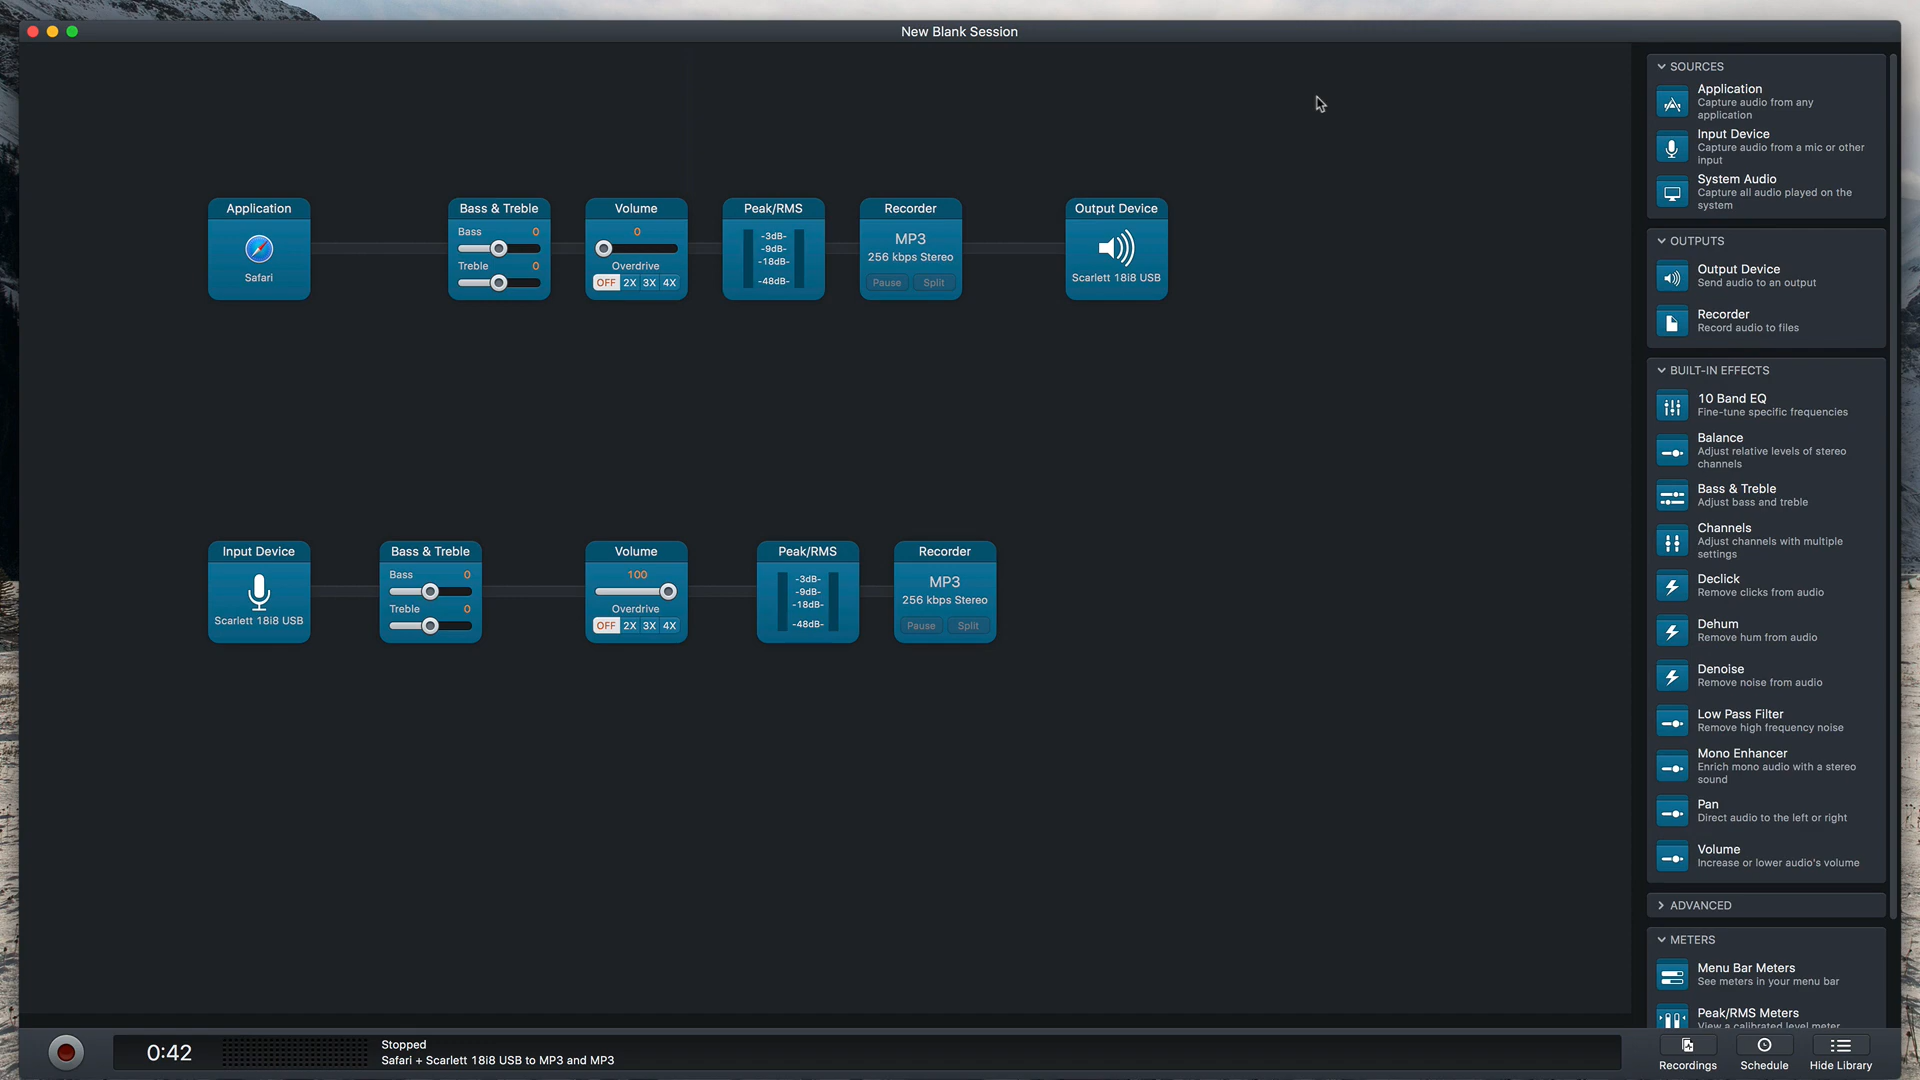 New Blank Session
Application
Safari
Bass & Treble
Bass 0
Treble 0
Volume
0
Overdrive
OFF 2X 3X 4X
Peak/RMS
-3dB-
-9dB-
-18dB-
-48dB-
Recorder
MP3
256 kbps Stereo
Pause Split
Output Device
Scarlett 18i8 USB
Input Device
Scarlett 18i8 USB
Bass & Treble
Bass 0
Treble 0
Volume
100
Overdrive
OFF 2X 3X 4X
Peak/RMS
-3dB-
-9dB-
-18dB-
-48dB-
Recorder
MP3
256 kbps Stereo
Pause Split
SOURCES
Application
Capture audio from any
application
Input Device
Capture audio from a mic or other
input
System Audio
Capture all audio played on the
system
OUTPUTS
Output Device
Send audio to an output
Recorder
Record audio to files
BUILT-IN EFFECTS
10 Band EQ
Fine-tune specific frequencies
Balance
Adjust relative levels of stereo
channels
Bass & Treble
Adjust bass and treble
Channels
Adjust channels with multiple
settings
Declick
Remove clicks from audio
Dehum
Remove hum from audio
Denoise
Remove noise from audio
Low Pass Filter
Remove high frequency noise
Mono Enhancer
Enrich mono audio with a stereo
sound
Pan
Direct audio to the left or right
Volume
Increase or lower audio's volume
ADVANCED
METERS
Menu Bar Meters
See meters in your menu bar
Peak/RMS Meters
View a calibrated level meter
0:42
Stopped
Safari + Scarlett 18i8 USB to MP3 and MP3
Recordings
Schedule
Hide Library